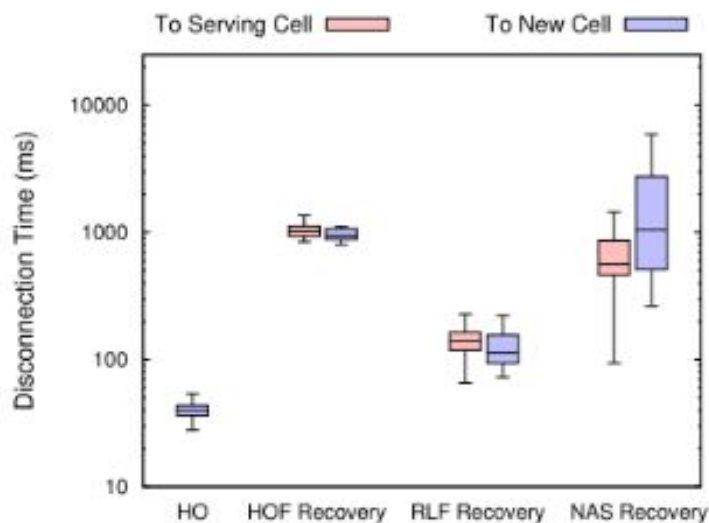 To Serving Cell To New Cell
Disconnection Time (ms)
10000
1000
100
10
HO HOF Recovery RLF Recovery NAS Recovery